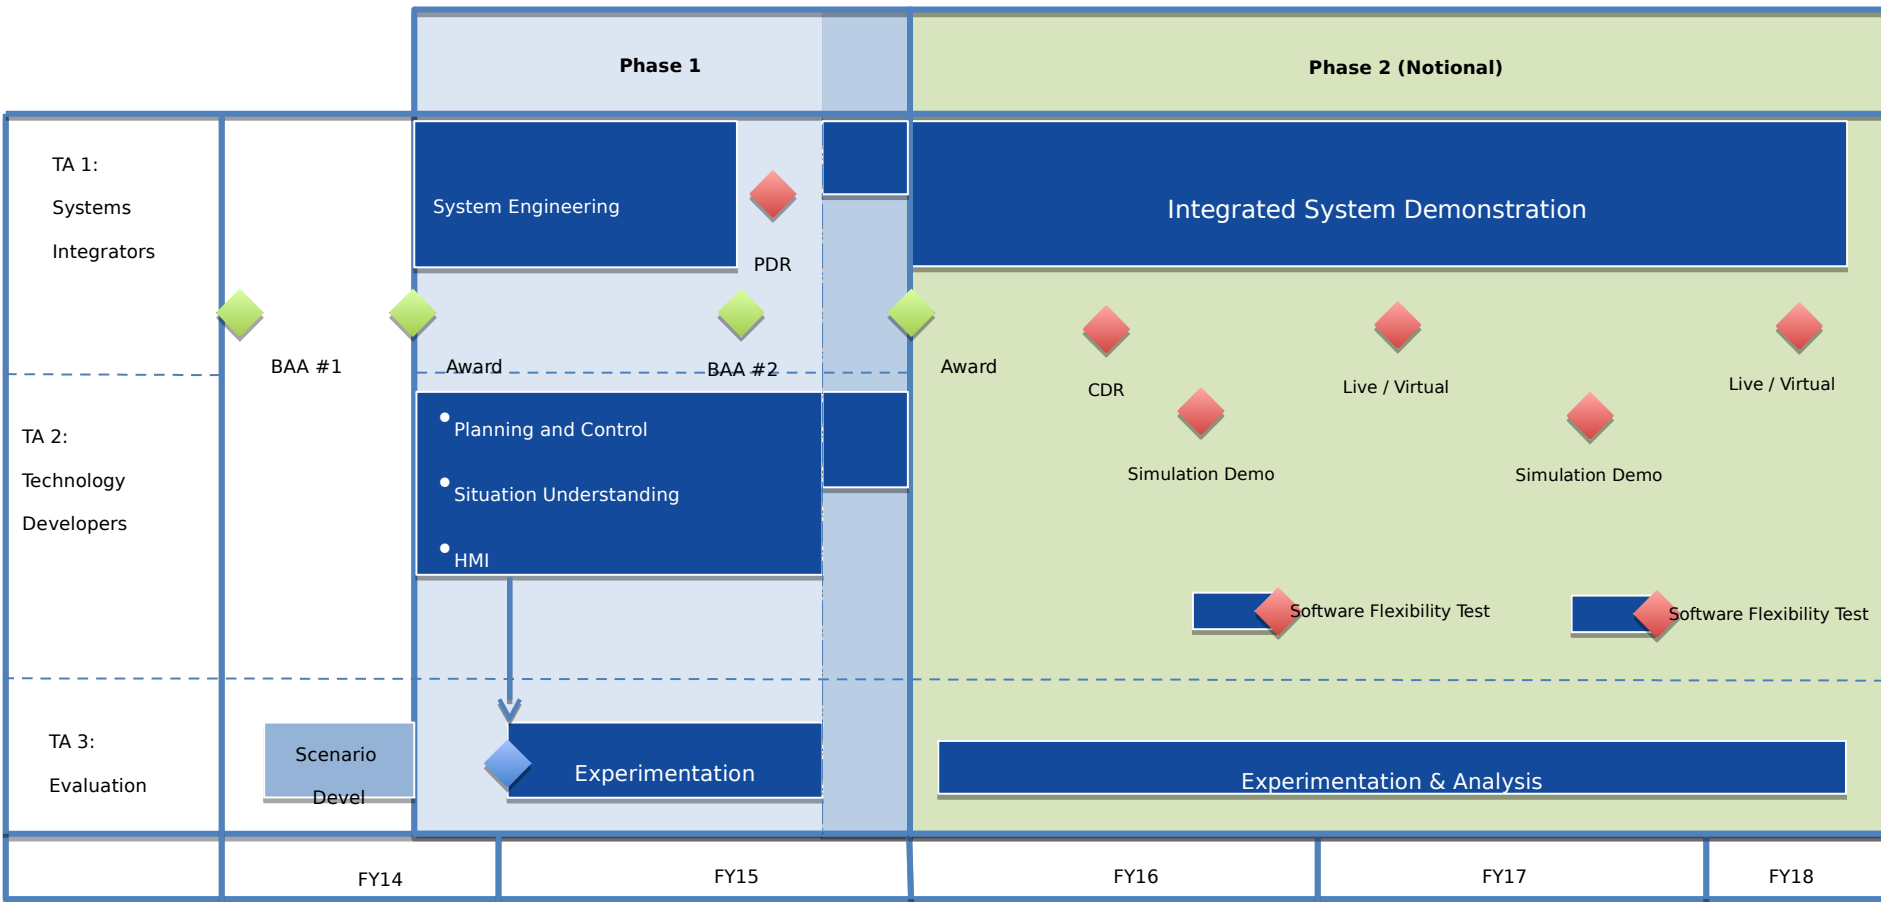 Phase 1
Phase 2 (Notional)
TA 1:
Systems
Integrators
System Engineering
PDR
Integrated System Demonstration
BAA #1
Award
BAA #2
Award
CDR
Live / Virtual
Live / Virtual
TA 2:
Technology
Developers
• Planning and Control
• Situation Understanding
• HMI
Simulation Demo
Simulation Demo
Software Flexibility Test
Software Flexibility Test
TA 3:
Evaluation
Scenario
Devel
Experimentation
Experimentation & Analysis
FY14
FY15
FY16
FY17
FY18